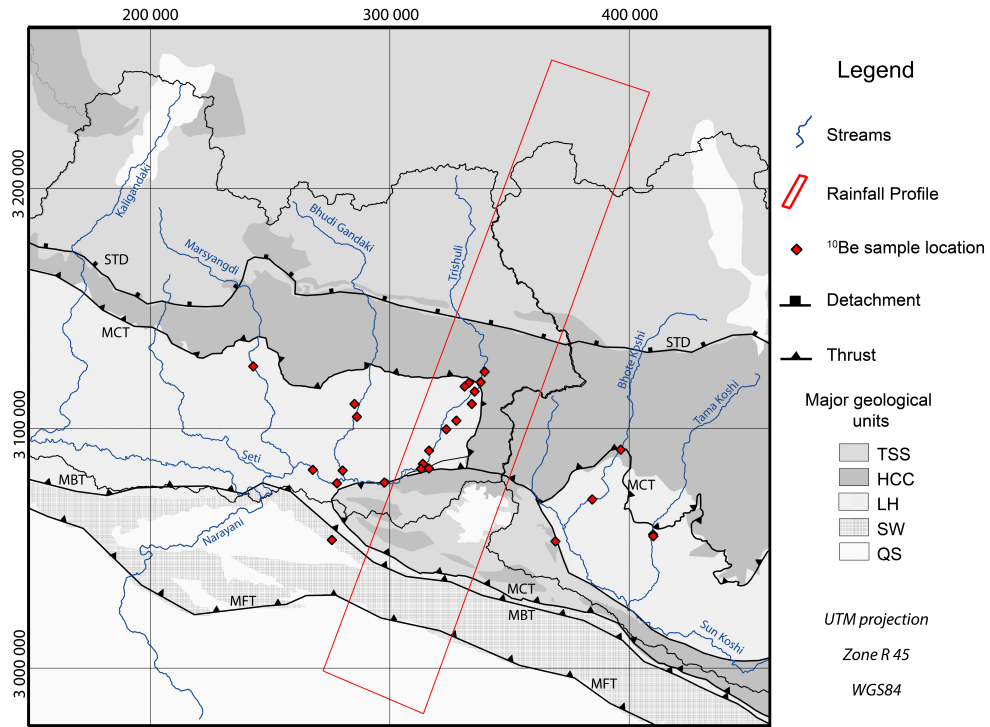 200 000
300 000
400 000
3 200 000
3 100 000
3 000 000
Kaligandaki
Marsyangdi
Bhudi Gandaki
Trishuli
STD
MCT
STD
Bhote Koshi
Tama Koshi
Seti
MBT
Narayani
MCT
MFT
MCT
MBT
Sun Koshi
MFT
Legend
Streams
Rainfall Profile
¹⁰Be sample location
Detachment
Thrust
Major geological
units
TSS
HCC
LH
SW
QS
UTM projection
Zone R 45
WGS84